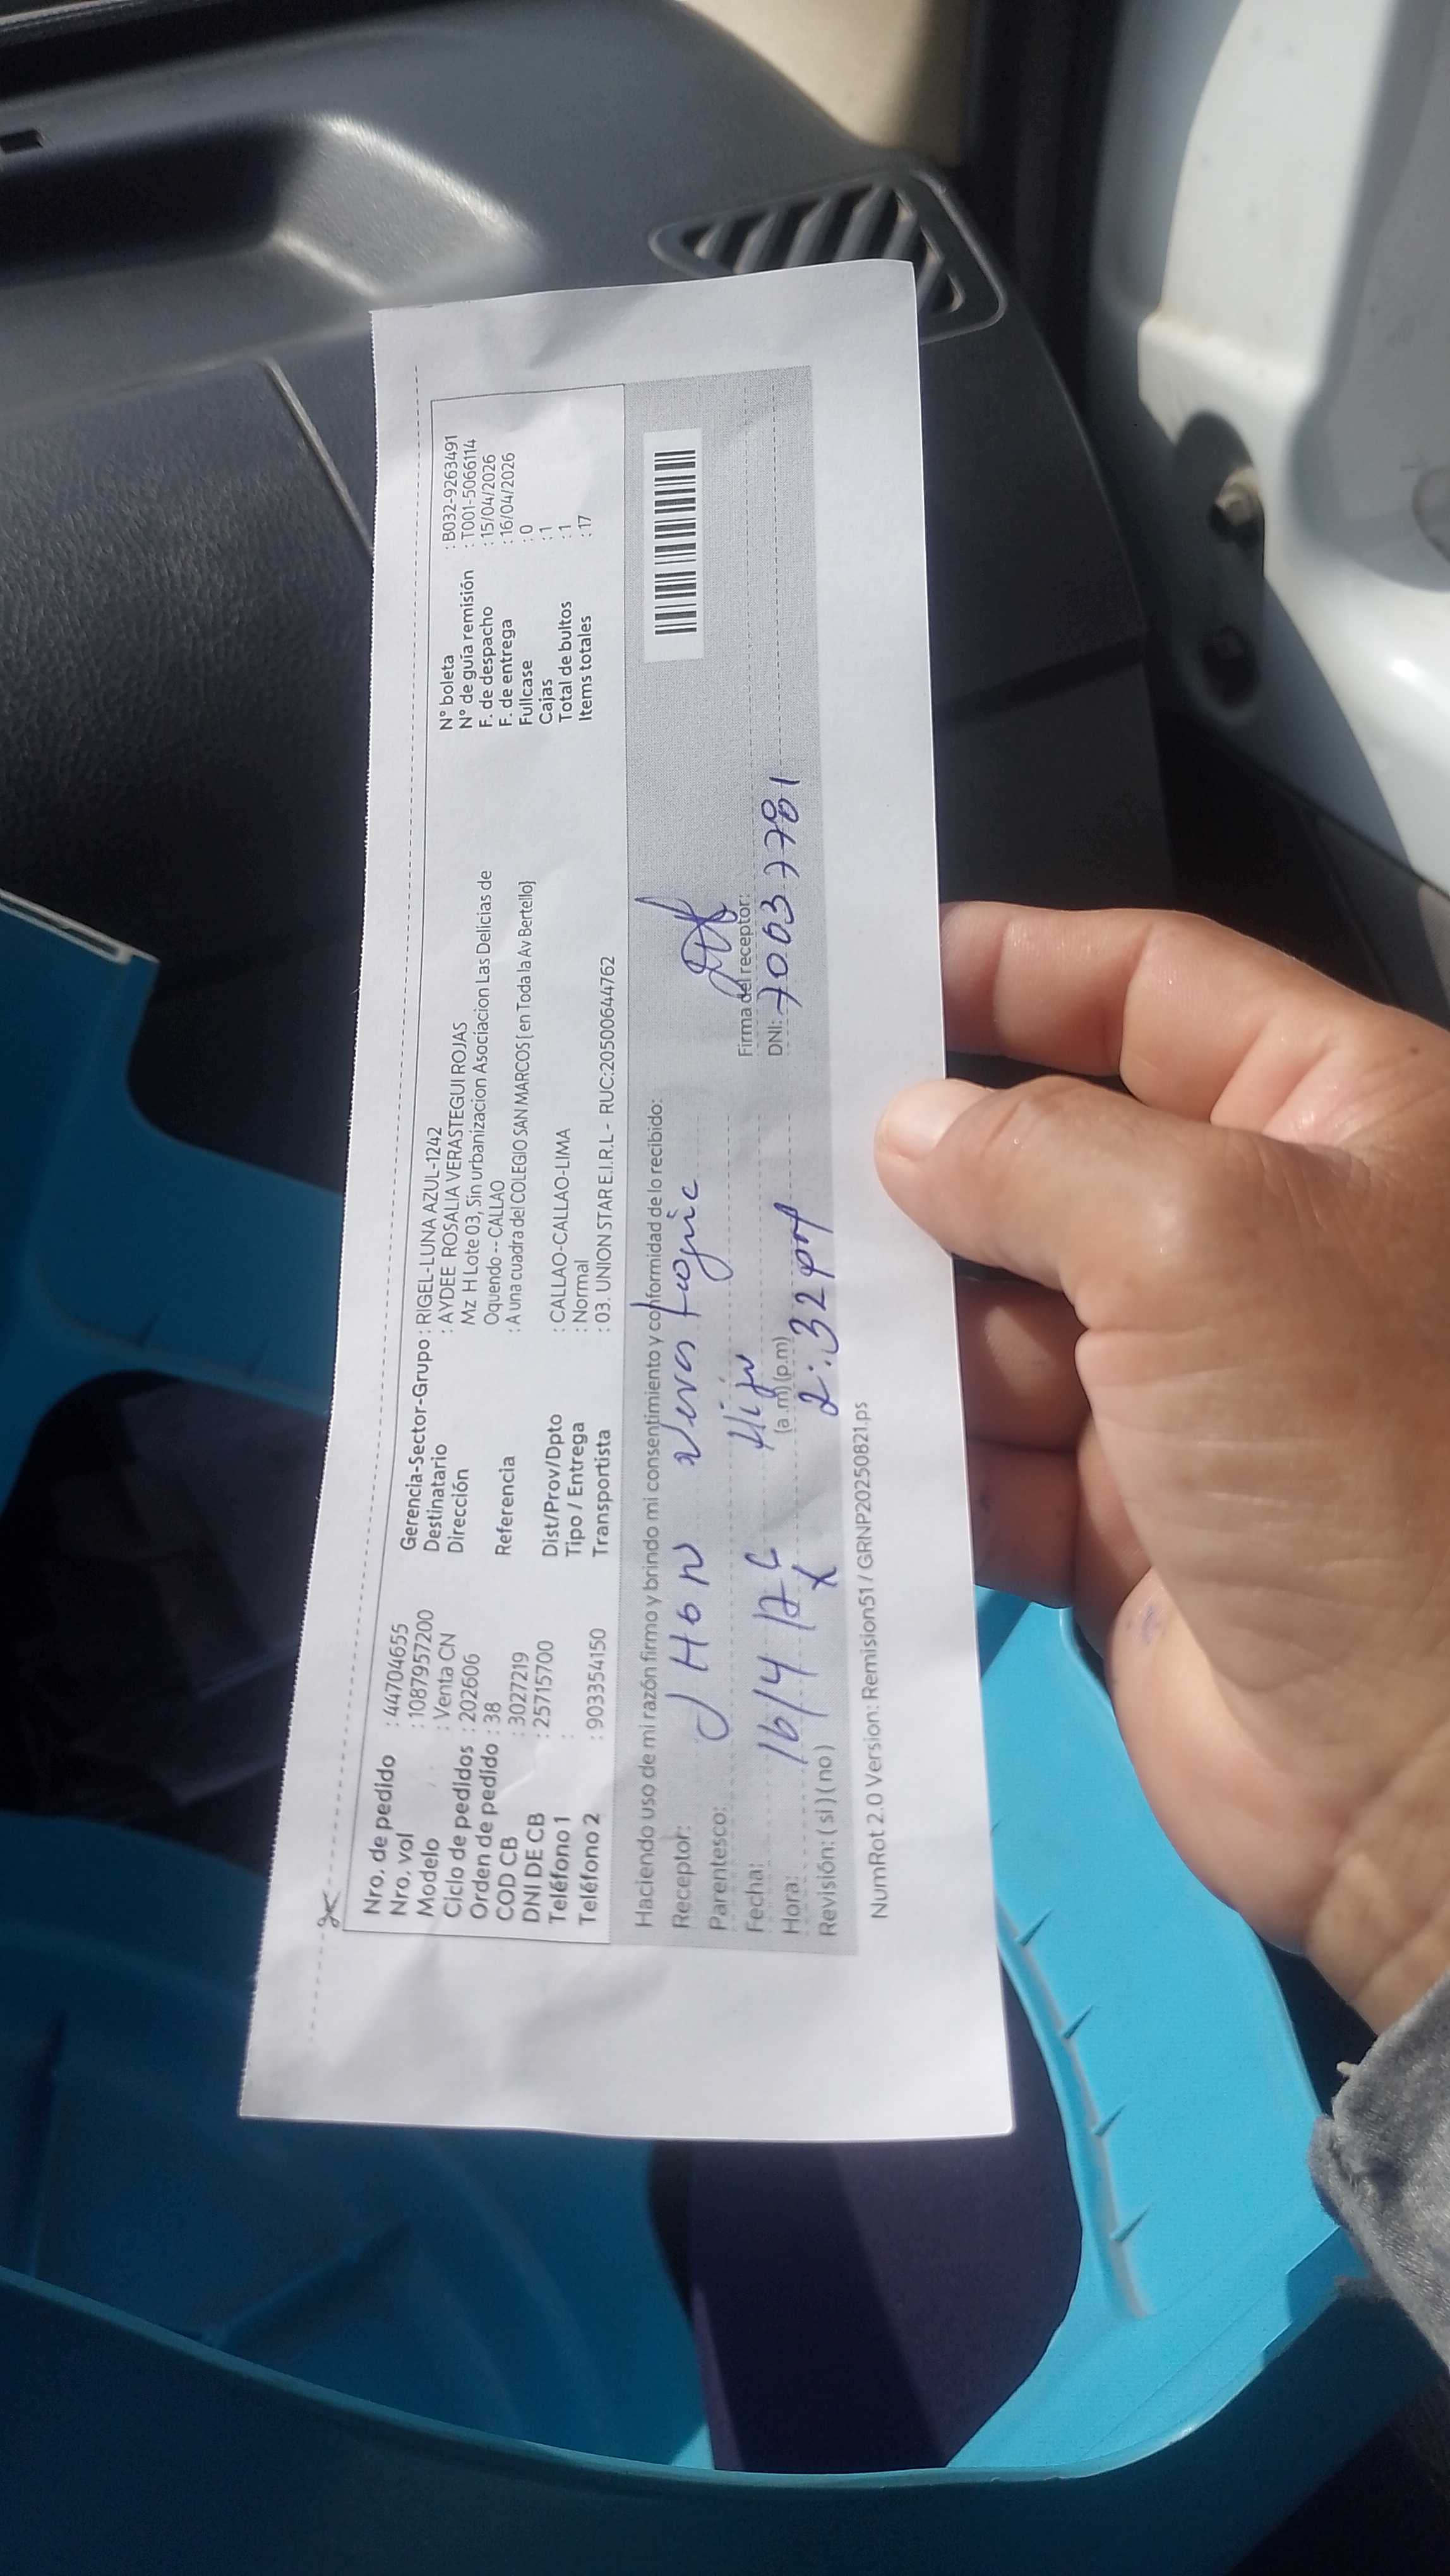 Nro. de pedido : 44704655
Nro. vol : 1087957200
Modelo : Venta CN
Ciclo de pedidos : 202606
Orden de pedido : 38
COD CB : 3027219
DNI DE CB : 25715700
Teléfono 1 :
Teléfono 2 : 903354150
Gerencia-Sector-Grupo : RIGEL-LUNA AZUL-1242
Destinatario : AYDEE ROSALIA VERASTEGUI ROJAS
Dirección Mz H Lote 03, Sin urbanizacion Asociacion Las Delicias de
Oquendo -- CALLAO
Referencia : A una cuadra del COLEGIO SAN MARCOS [en Toda la Av Bertello]
Dist/Prov/Dpto : CALLAO-CALLAO-LIMA
Tipo / Entrega : Normal
Transportista : 03. UNION STAR E.I.R.L - RUC:20500644762
N° boleta : B032-9263491
N° de guía remisión : T001-5066114
F. de despacho : 15/04/2026
F. de entrega : 16/04/2026
Fullcase : 0
Cajas : 1
Total de bultos : 1
Items totales : 17
Haciendo uso de mi razón firmo y brindo mi consentimiento y conformidad de lo recibido:
Receptor: JHON
Parentesco: Hijo
Fecha: 16/4
Hora: (a.m) (p.m) 2:32 pm
Revisión: ( si ) ( no ) X
Firma del receptor:
DNI: 70037781
NumRot 2.0 Version: Remision51 / GRNP20250821.ps